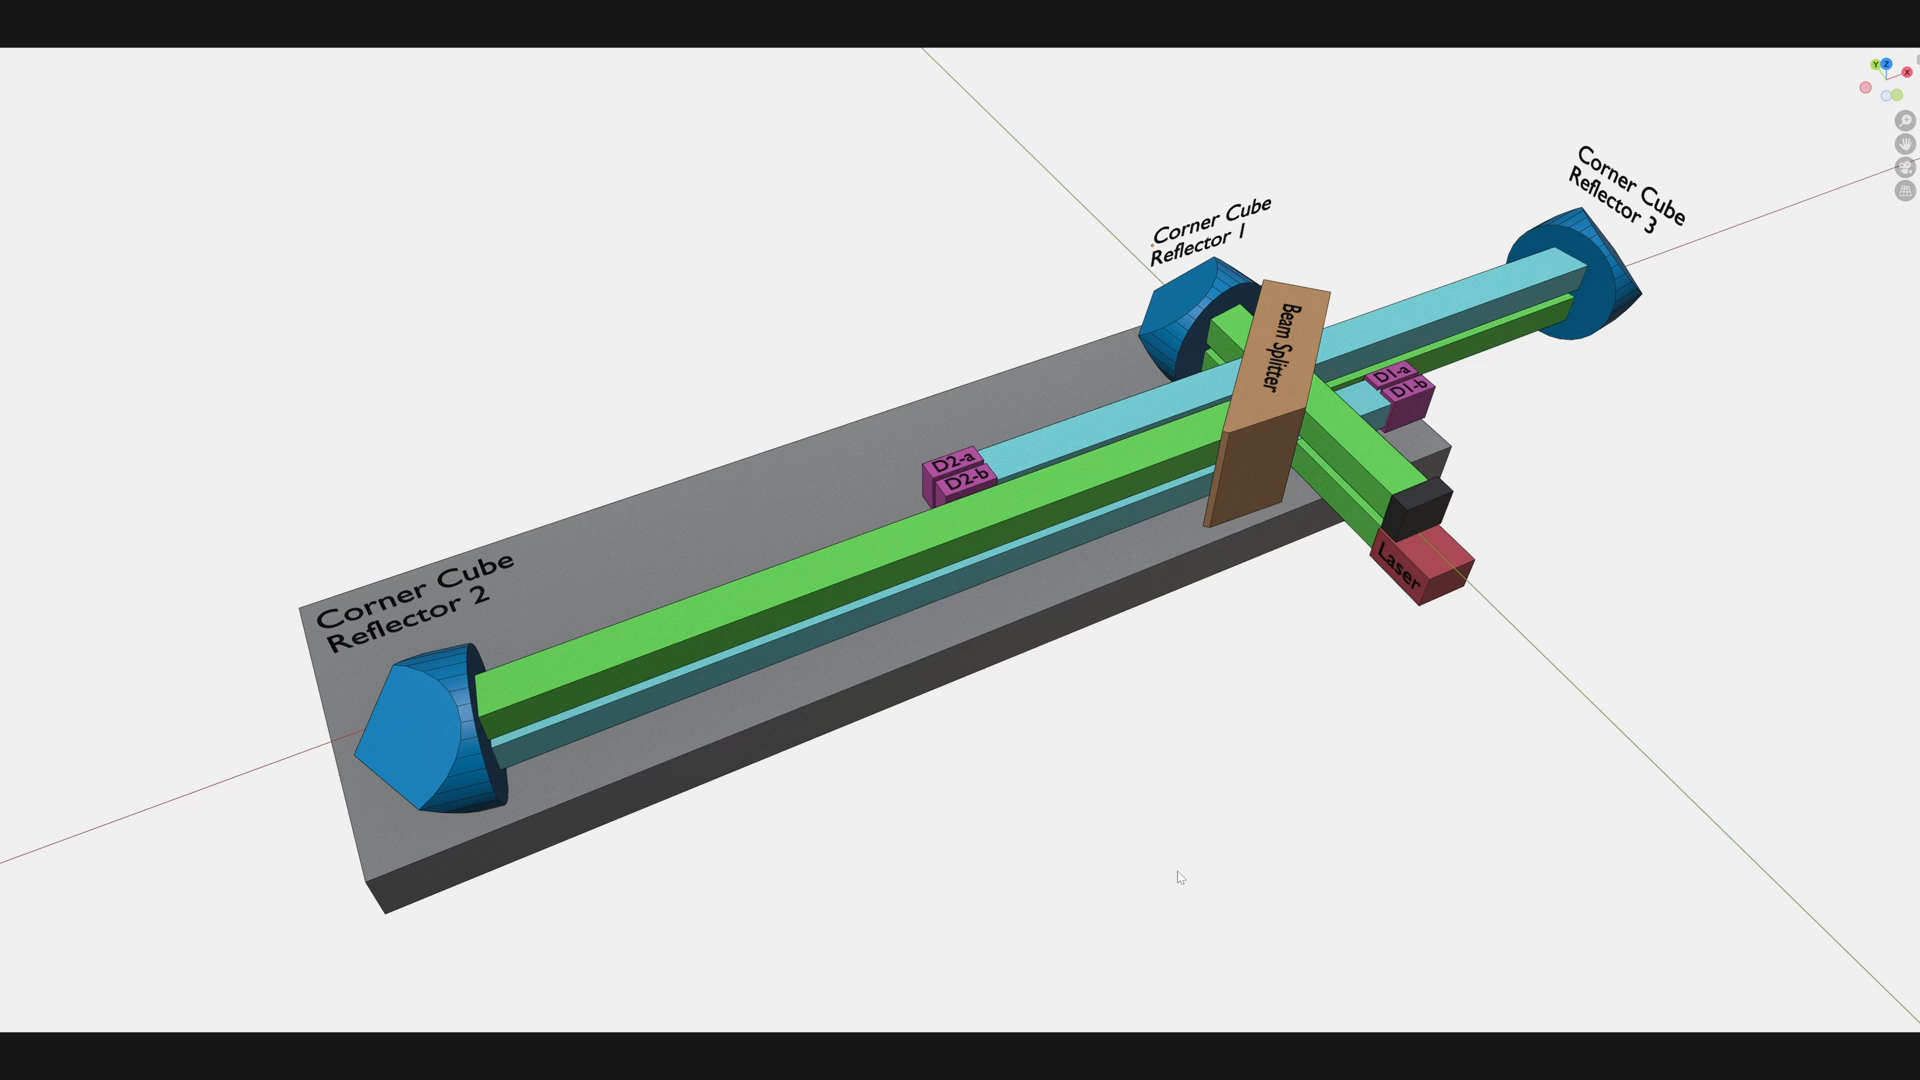 Corner Cube
Reflector 1
Corner Cube
Reflector 3
Beam Splitter
D1-a
D1-b
D2-a
D2-b
Laser
Corner Cube
Reflector 2
Y
Z
X